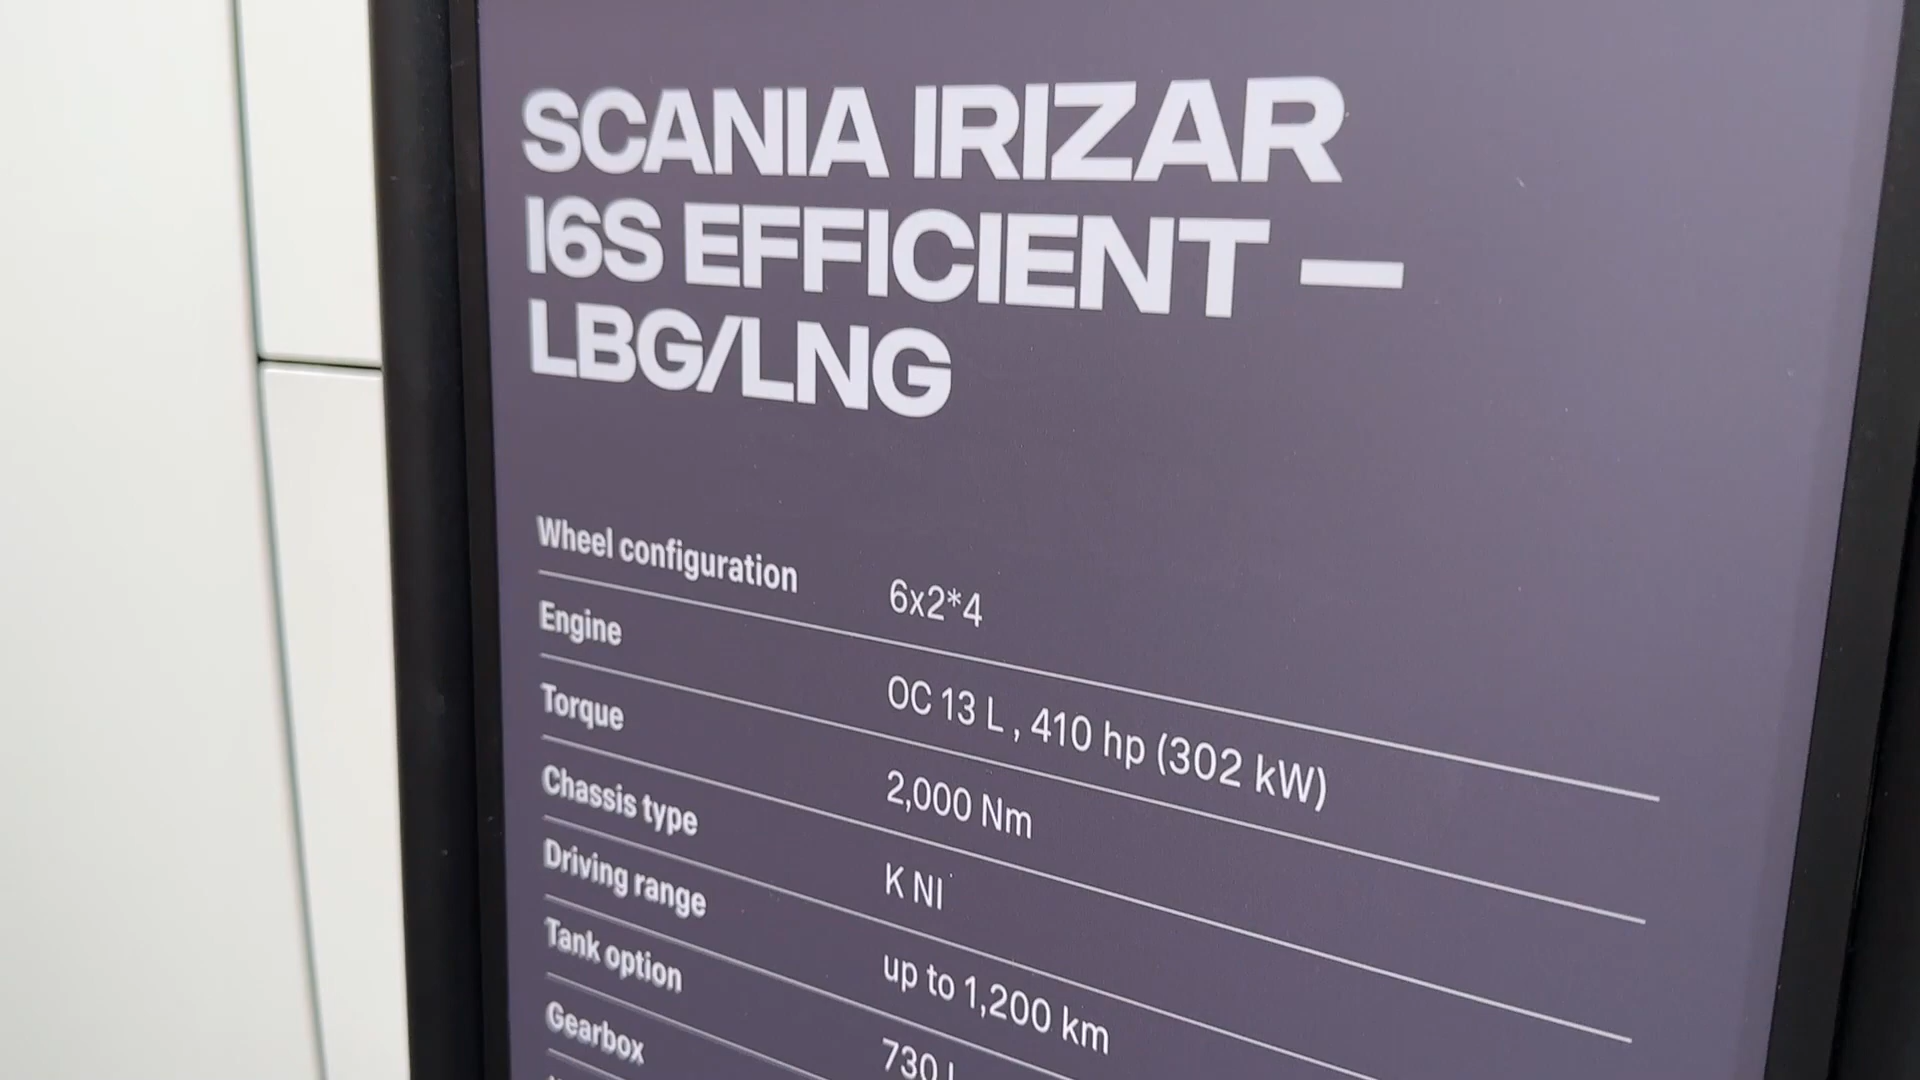 SCANIA IRIZAR
I6S EFFICIENT —
LBG/LNG
Wheel configuration 6x2*4
Engine OC 13 L , 410 hp (302 kW)
Torque 2,000 Nm
Chassis type K NI
Driving range up to 1,200 km
Tank option 730 L
Gearbox